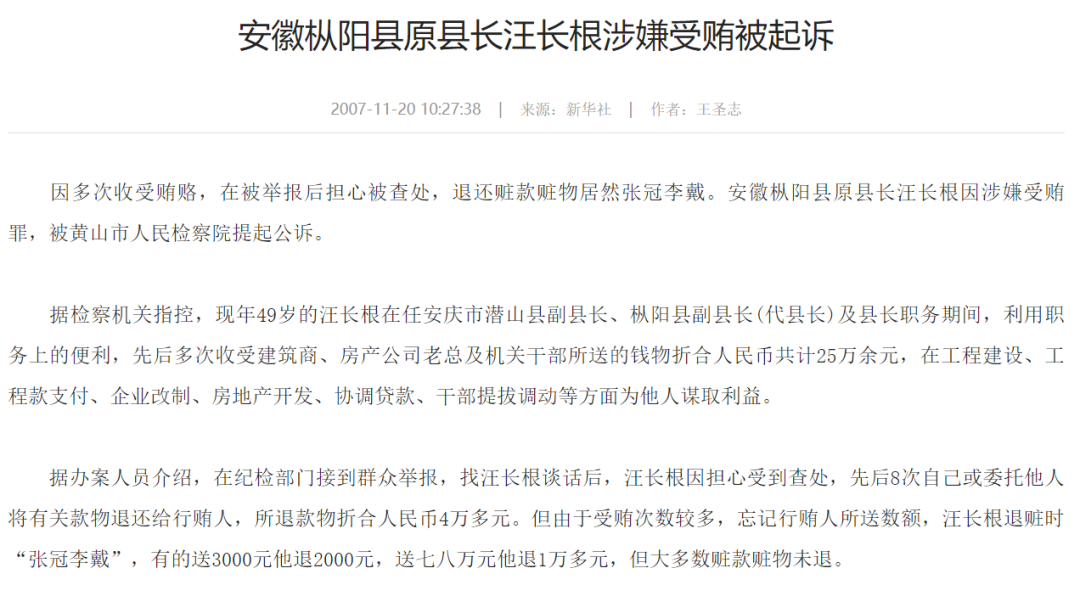 安徽枞阳县原县长汪长根涉嫌受贿被起诉
2007-11-20 10:27:38 | 来源：新华社 | 作者：王圣志
因多次收受贿赂，在被举报后担心被查处，退还赃款赃物居然张冠李戴。安徽枞阳县原县长汪长根因涉嫌受贿
罪，被黄山市人民检察院提起公诉。
据检察机关指控，现年49岁的汪长根在任安庆市潜山县副县长、枞阳县副县长(代县长)及县长职务期间，利用职
务上的便利，先后多次收受建筑商、房产公司老总及机关干部所送的钱物折合人民币共计25万余元，在工程建设、工
程款支付、企业改制、房地产开发、协调贷款、干部提拔调动等方面为他人谋取利益。
据办案人员介绍，在纪检部门接到群众举报，找汪长根谈话后，汪长根因担心受到查处，先后8次自己或委托他人
将有关款物退还给行贿人，所退款物折合人民币4万多元。但由于受贿次数较多，忘记行贿人所送数额，汪长根退赃时
“张冠李戴”，有的送3000元他退2000元，送七八万元他退1万多元，但大多数赃款赃物未退。